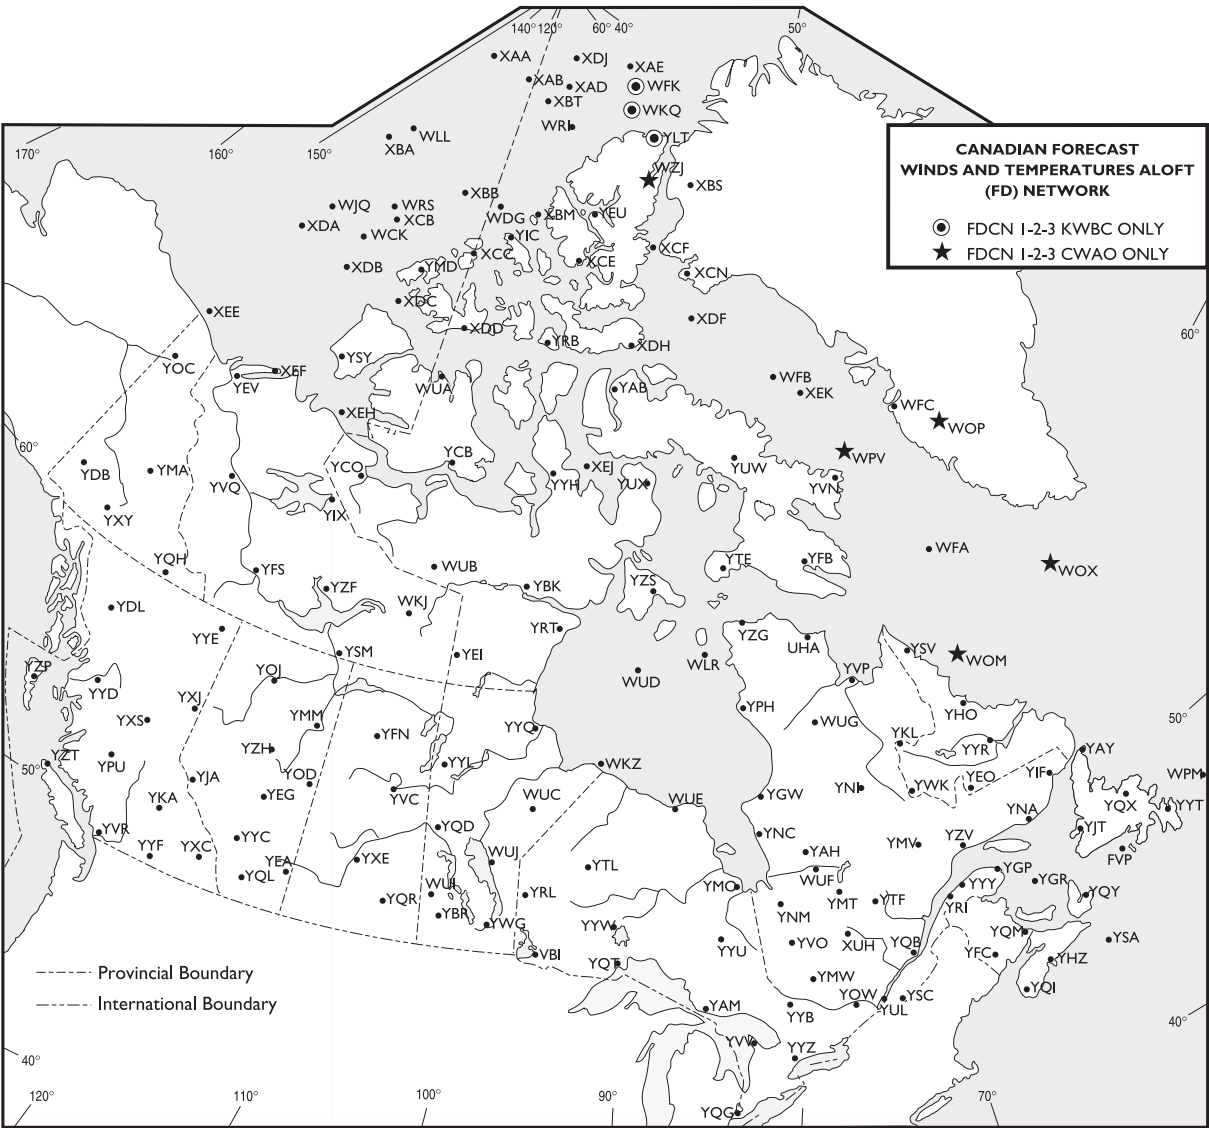 140° 120° 60° 40° 50°
XAA XDJ XAE
XAB XAD WFK
XBT WKQ
WLL WRI YLT
XBA
170° 160° 150°
CANADIAN FORECAST
WINDS AND TEMPERATURES ALOFT
(FD) NETWORK
FDCN 1-2-3 KWBC ONLY
FDCN 1-2-3 CWAO ONLY
WZJ
XBB XBS
WJQ WRS WDG XBM YEU
XDA XCB
WCK YIC
XCC XCE XCF
XDB YMD XCN
XDC
XEE XDD XDF
YRB XDH
60°
YOC YSY
YEV XEF WUA YAB WFB
XEK
XEH WFC
WOP
60°
YDB YMA YCO YCB XEJ YUW WPV
YVQ YYH YUX YVN
YXY YIX
YQH YFS WUB YTE YFB WFA
YZF YBK YZS WOX
YDL WKJ
YYE YRT YZG
UHA
YZP YSM YEI WLR YSV WOM
YYD YOJ WUD YVP
YXJ YPH YHO
YXS YMM YYQ WUG 50°
YFN YKL YYR
YZT YPU YZH YAY
50° YJA YOD YYL WKZ YIF WPM
YKA YEG YVC WUC WUE YGW YNI YWK YEO YQX YYT
YVR YYC YQD YNC YNA YJT
YYF YXC YEA YXE WUJ YTL YAH YMV YZV FVP
YQL WUF YGP
YQR WUI YRL YMO YMT YTF YYY YGR YQY
YBR YNM YRI
YWG YYW YVO XUH YQB YQM YSA
VBI YYU YFC YHZ
YQT YMW YQI
YAM YYB YOW YUL YSC 40°
Provincial Boundary
International Boundary
YVV YYZ
40°
120° 110° 100° 90° 70°
YQG